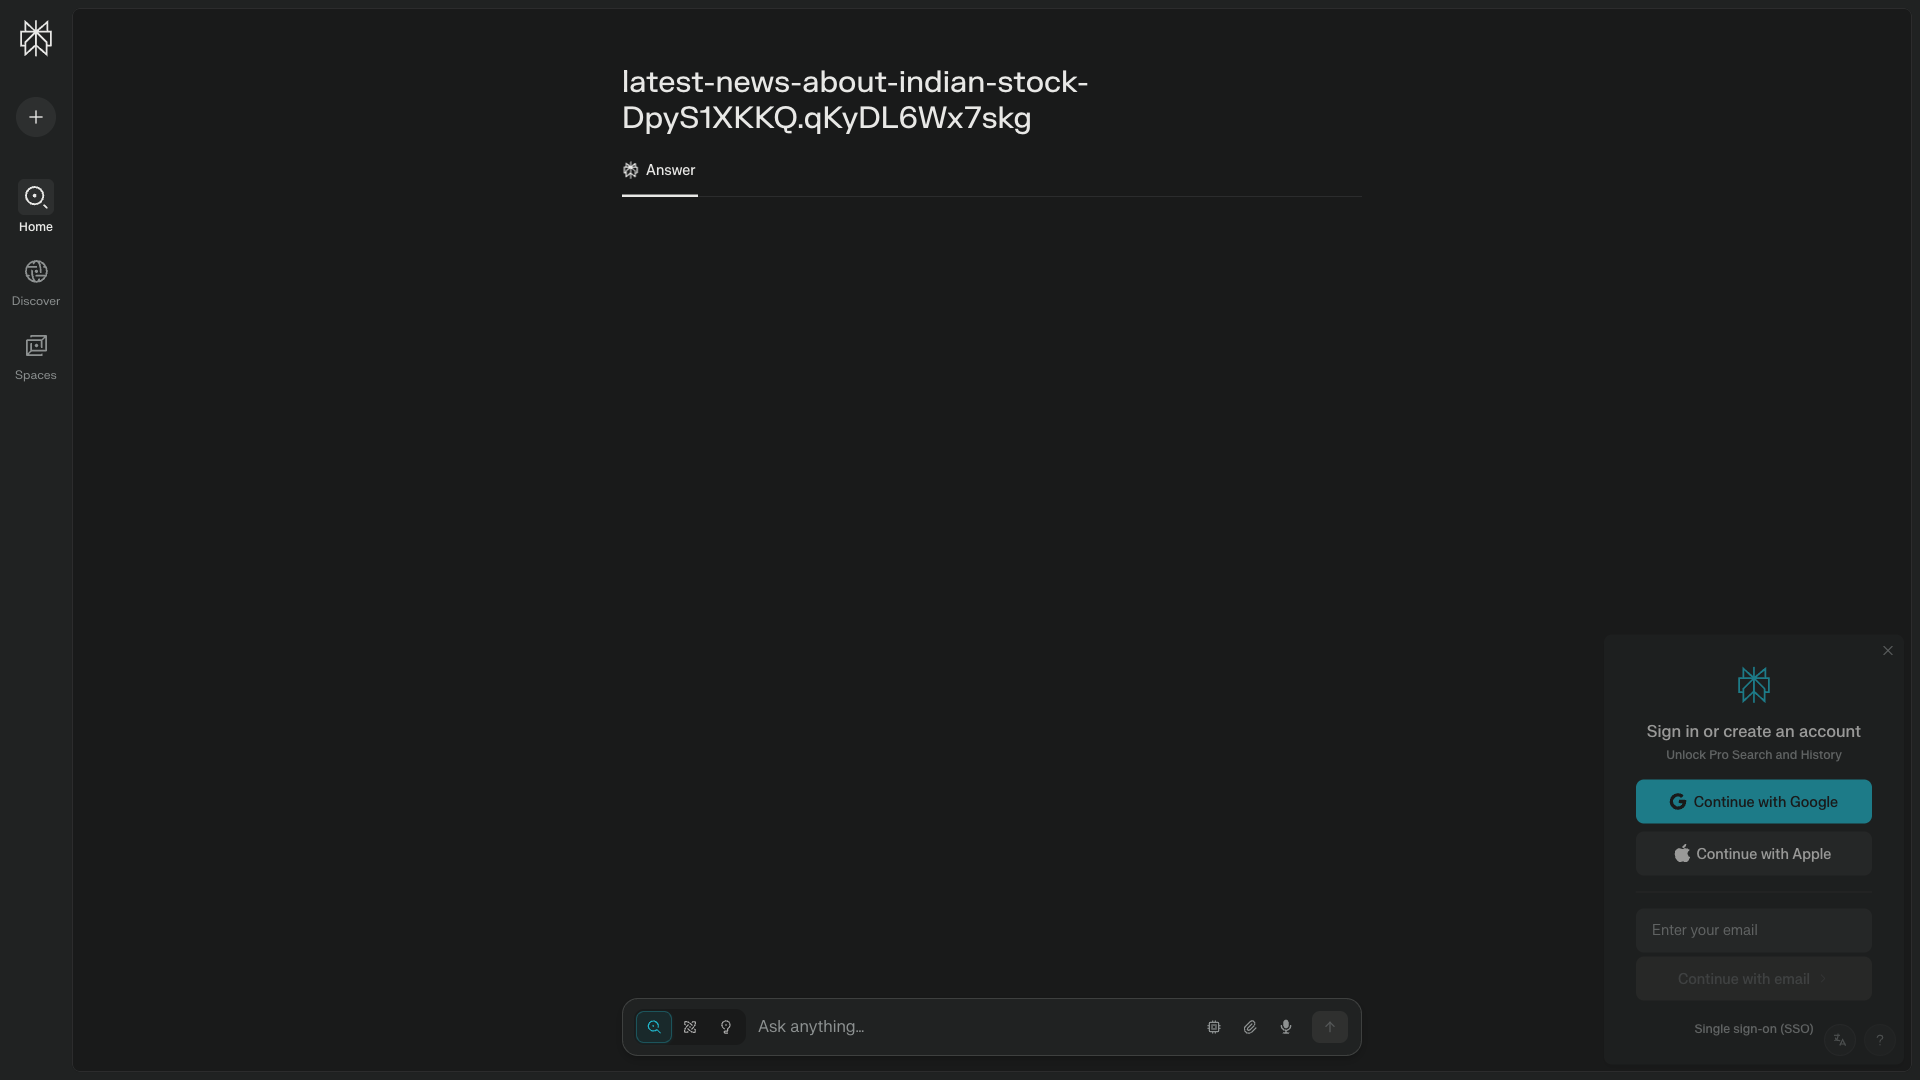 latest-news-about-indian-stock-
DpyS1XKKQ.qKyDL6Wx7skg
Answer
Home
Discover
Spaces
Sign in or create an account
Unlock Pro Search and History
Continue with Google
Continue with Apple
Enter your email
Continue with email
Single sign-on (SSO)
?
Ask anything...